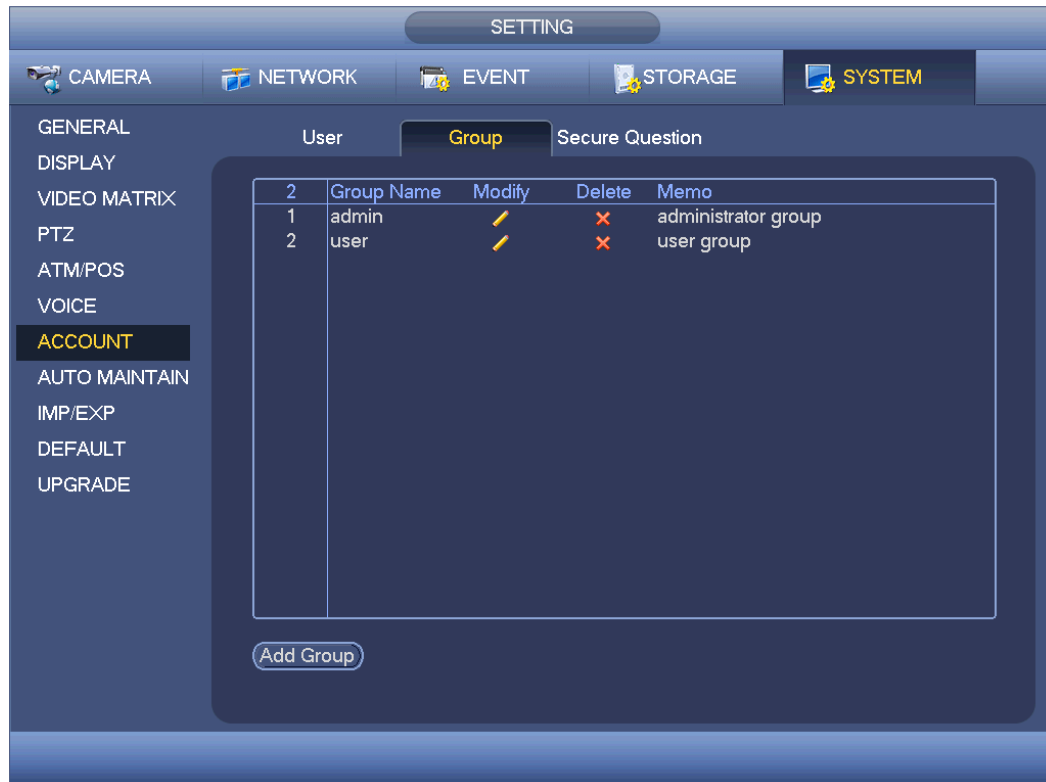 SETTING
CAMERA NETWORK EVENT STORAGE SYSTEM
GENERAL
DISPLAY
VIDEO MATRIX
PTZ
ATM/POS
VOICE
ACCOUNT
AUTO MAINTAIN
IMP/EXP
DEFAULT
UPGRADE
User Group Secure Question
2 Group Name Modify Delete Memo
1 admin administrator group
2 user user group
Add Group